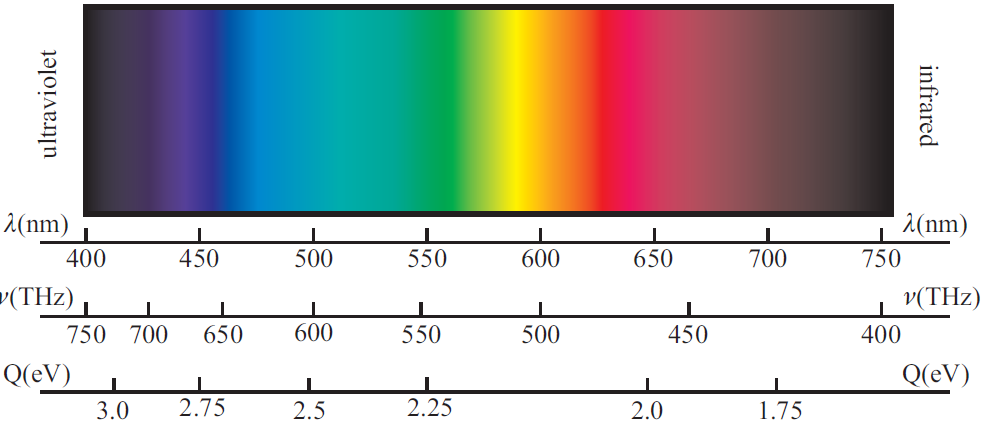 ultraviolet
infrared
λ(nm) λ(nm)
400 450 500 550 600 650 700 750
ν(THz) ν(THz)
750 700 650 600 550 500 450 400
Q(eV) Q(eV)
3.0 2.75 2.5 2.25 2.0 1.75